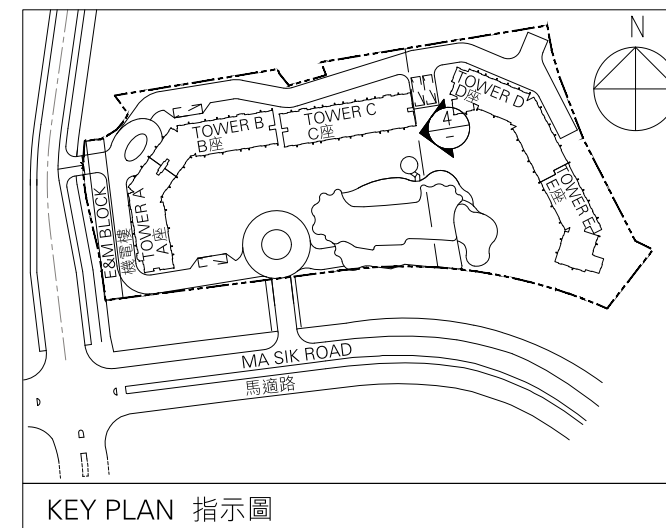 N
TOWER B
B座
TOWER C
C座
TOWER D
D座
4
–
TOWER E
E座
E&M BLOCK
機電樓
TOWER A
A座
MA SIK ROAD
馬適路
KEY PLAN 指示圖